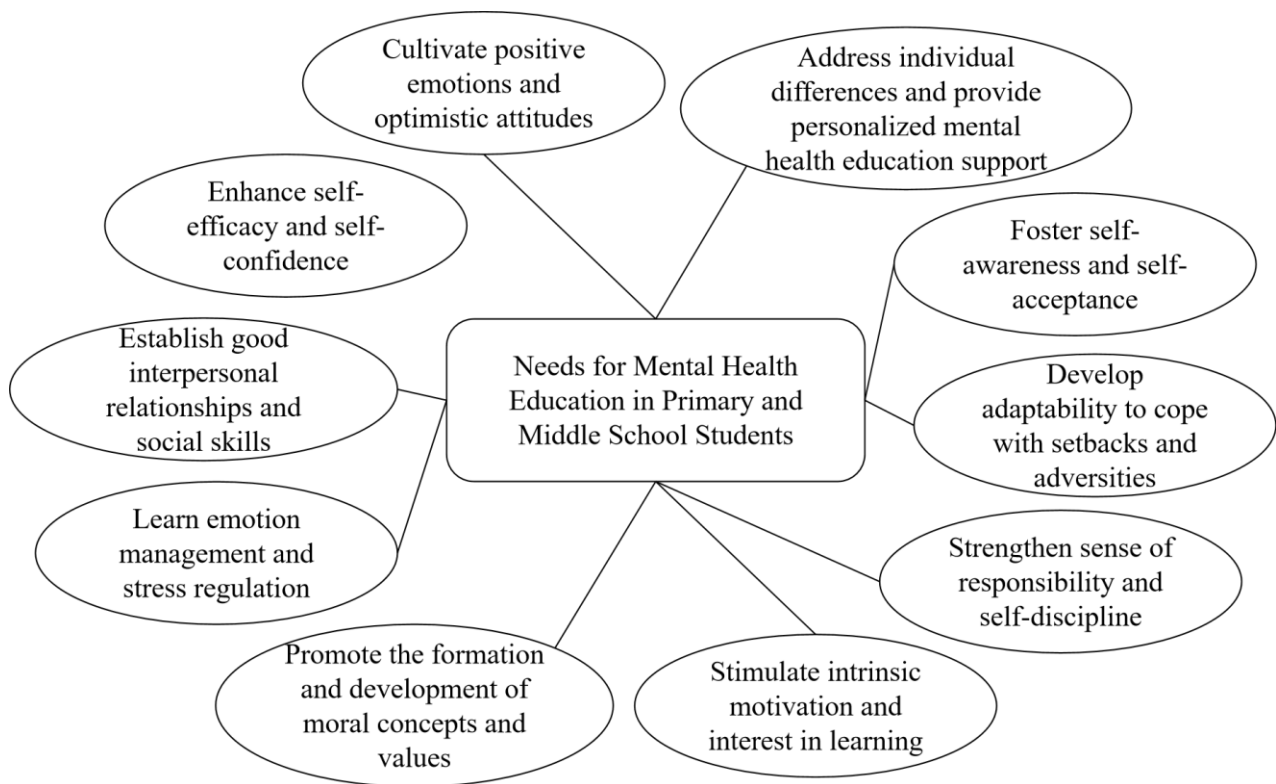 Cultivate positive
emotions and
optimistic attitudes
Address individual
differences and provide
personalized mental
health education support
Enhance self-
efficacy and self-
confidence
Foster self-
awareness and self-
acceptance
Establish good
interpersonal
relationships and
social skills
Needs for Mental Health
Education in Primary and
Middle School Students
Develop
adaptability to cope
with setbacks and
adversities
Learn emotion
management and
stress regulation
Strengthen sense of
responsibility and
self-discipline
Promote the formation
and development of
moral concepts and
values
Stimulate intrinsic
motivation and
interest in learning